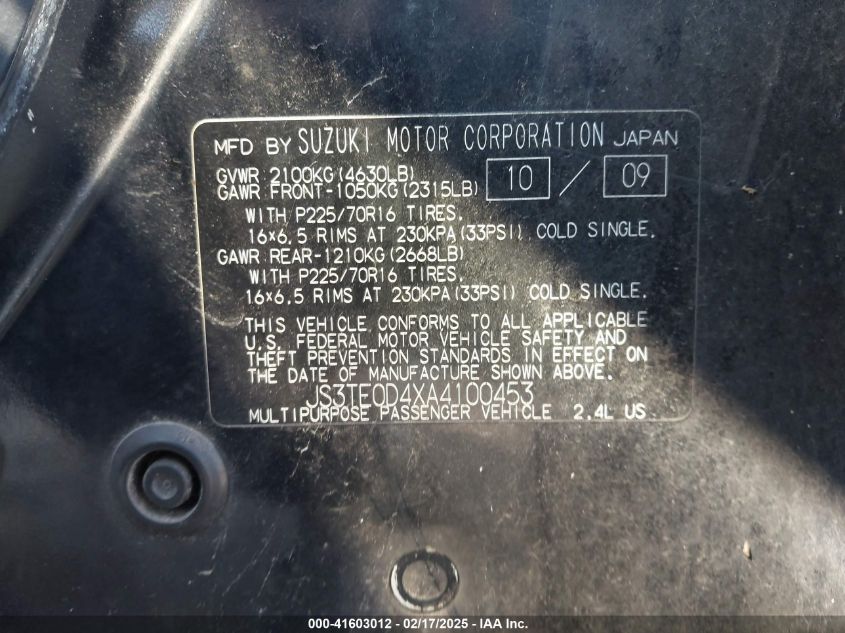 MFD BY SUZUKI MOTOR CORPORATION JAPAN
GVWR 2100KG(4630LB)
10 / 09
GAWR FRONT-1050KG(2315LB)
WITH P225/70R16 TIRES.
16×6.5 RIMS AT 230KPA(33PSI) COLD SINGLE.
GAWR REAR-1210KG(2668LB)
WITH P225/70R16 TIRES.
16×6.5 RIMS AT 230KPA(33PSI) COLD SINGLE.
THIS VEHICLE CONFORMS TO ALL APPLICABLE
U.S. FEDERAL MOTOR VEHICLE SAFETY AND
THEFT PREVENTION STANDARDS IN EFFECT ON
THE DATE OF MANUFACTURE SHOWN ABOVE.
JS3TE0D4XA4100453
MULTIPURPOSE PASSENGER VEHICLE 2.4L US
000-41603012 - 02/17/2025 - IAA Inc.